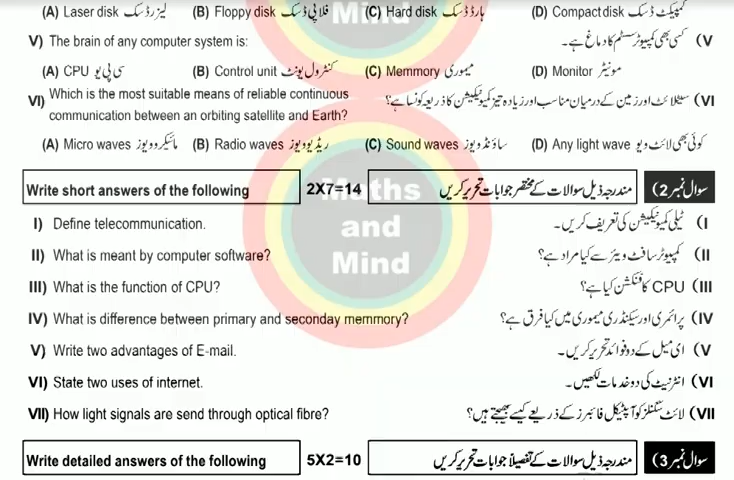 (A) Laser disk لیزر ڈسک (B) Floppy disk فلاپی ڈسک (C) Hard disk ہارڈ ڈسک (D) Compact disk کمپیکٹ ڈسک
V) The brain of any computer system is: کسی بھی کمپیوٹر سسٹم کا دماغ ہے۔ (V
(A) CPU سی پی یو (B) Control unit کنٹرول یونٹ (C) Memmory میموری (D) Monitor مونیٹر
VI) Which is the most suitable means of reliable continuous communication between an orbiting satellite and Earth? سیٹلائٹ اور زمین کے درمیان مناسب اور زیادہ تیز کمیونیکیشن کا ذریعہ کونسا ہے؟ (VI
(A) Micro waves مائیکرو ویوز (B) Radio waves ریڈیو ویوز (C) Sound waves ساؤنڈ ویوز (D) Any light wave کوئی بھی لائٹ ویو
Write short answers of the following 2X7=14 مندرجہ ذیل سوالات کے مختصر جوابات تحریر کریں سوال نمبر 2)
I) Define telecommunication. ٹیلی کمیونیکیشن کی تعریف کریں۔ (I
II) What is meant by computer software? کمپیوٹر سافٹ ویئر سے کیا مراد ہے؟ (II
III) What is the function of CPU? CPU کا فنکشن کیا ہے؟ (III
IV) What is difference between primary and seconday memmory? پرائمری اور سیکنڈری میموری میں کیا فرق ہے؟ (IV
V) Write two advantages of E-mail. ای میل کے دو فوائد تحریر کریں۔ (V
VI) State two uses of internet. انٹرنیٹ کی دو خدمات لکھیں۔ (VI
VII) How light signals are send through optical fibre? لائٹ سگنلز کو آپٹیکل فائبرز کے ذریعے کیسے بھیجتے ہیں؟ (VII
Write detailed answers of the following 5X2=10 مندرجہ ذیل سوالات کے تفصیلاً جوابات تحریر کریں سوال نمبر 3)
Mind
Maths
and
Mind